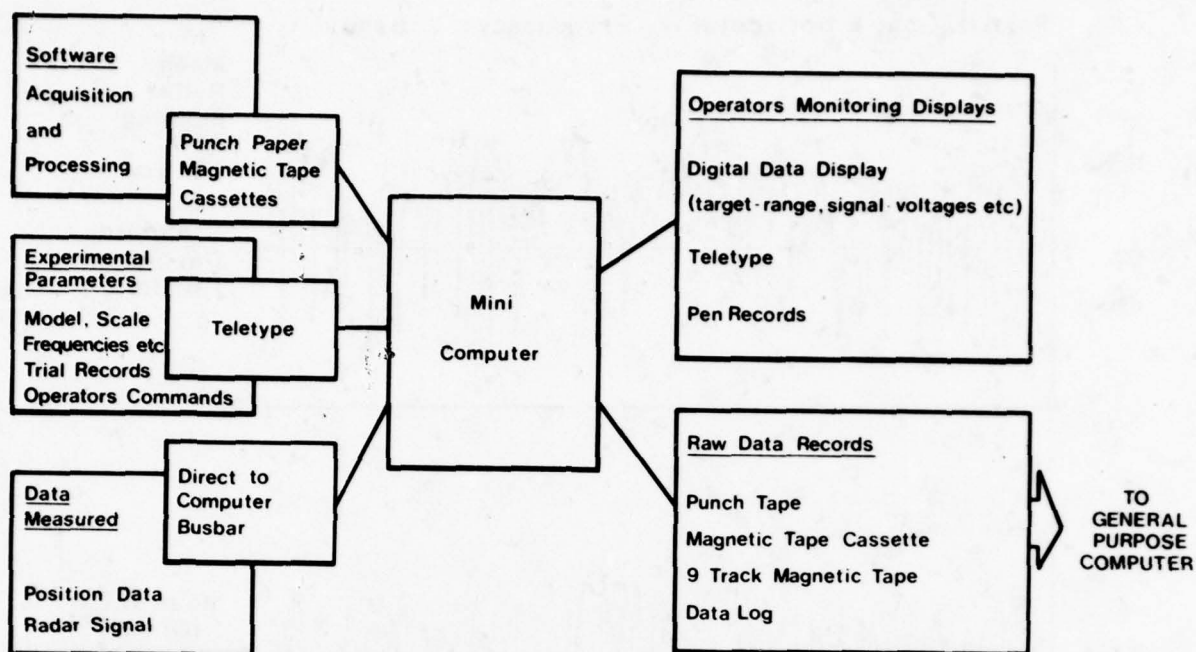 Software
Acquisition
and
Processing
Punch Paper
Magnetic Tape
Cassettes
Experimental
Parameters
Model, Scale
Frequencies etc
Trial Records
Operators Commands
Teletype
Data
Measured
Position Data
Radar Signal
Direct to
Computer
Busbar
Mini
Computer
Operators Monitoring Displays
Digital Data Display
(target-range, signal voltages etc)
Teletype
Pen Records
Raw Data Records
Punch Tape
Magnetic Tape Cassette
9 Track Magnetic Tape
Data Log
TO
GENERAL
PURPOSE
COMPUTER